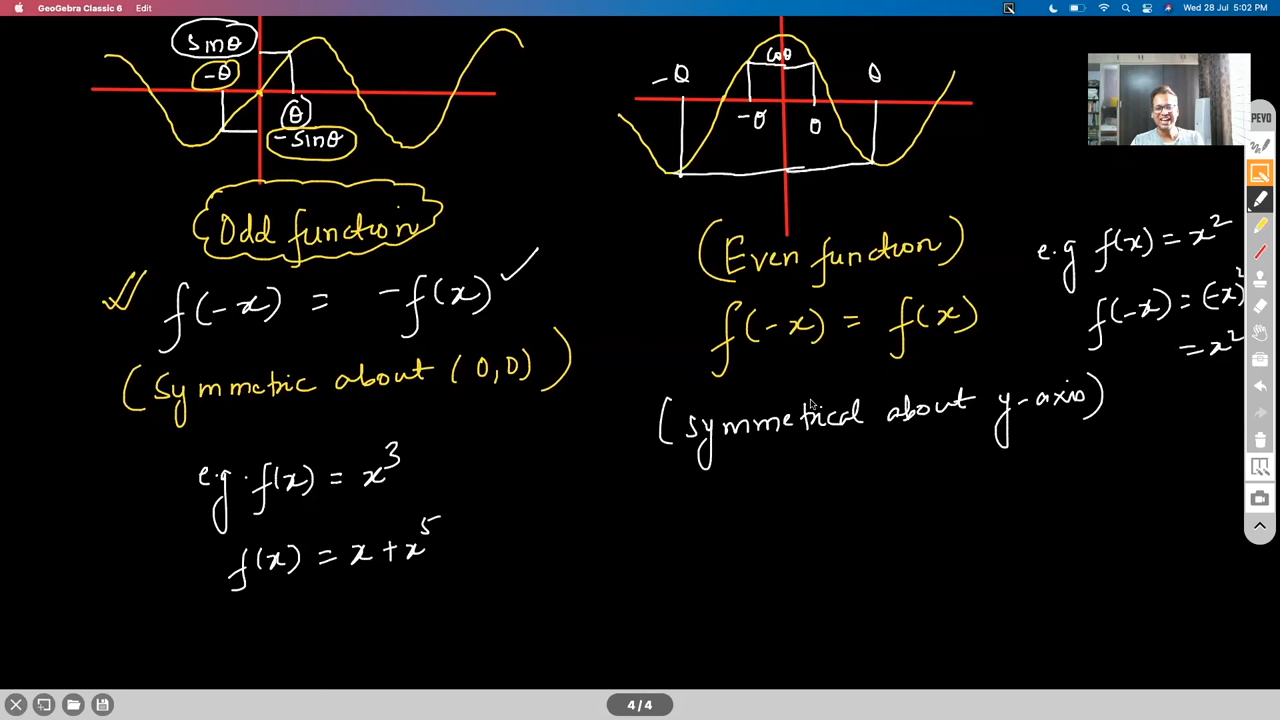 GeoGebra Classic 6 Edit
Wed 28 Jul 5:02 PM
sinθ
-θ
θ
-sinθ
Odd function
f(-x) = -f(x)
(Symmetric about (0,0))
e.g. f(x) = x³
f(x) = x + x⁵
cosθ
-θ
θ
-θ
θ
(Even function)
f(-x) = f(x)
(symmetrical about y-axis)
e.g f(x) = x²
f(-x) = (-x)²
= x²
4/4